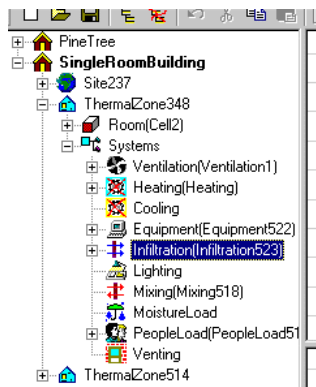 PineTree
SingleRoomBuilding
Site237
ThermalZone348
Room(Cell2)
Systems
Ventilation(Ventilation1)
Heating(Heating)
Cooling
Equipment(Equipment522)
Infiltration(Infiltration523)
Lighting
Mixing(Mixing518)
MoistureLoad
PeopleLoad(PeopleLoad51
Venting
ThermalZone514